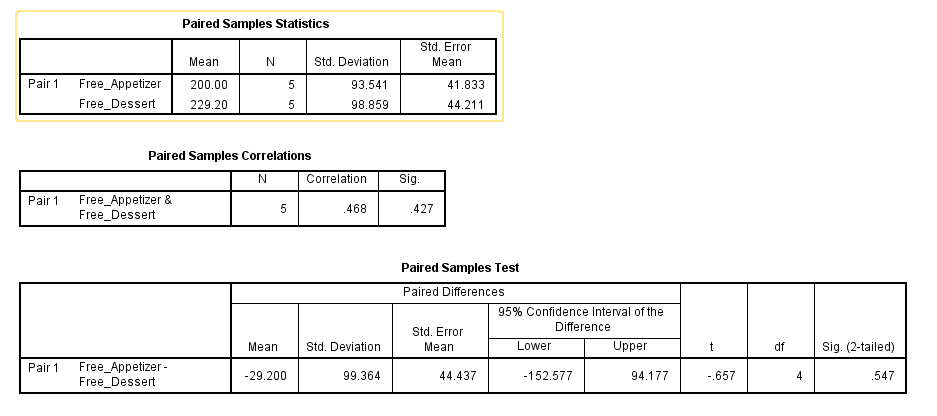 Paired Samples Statistics
Mean N Std. Deviation Std. Error Mean
Pair 1 Free_Appetizer 200.00 5 93.541 41.833
Free_Dessert 229.20 5 98.859 44.211
Paired Samples Correlations
N Correlation Sig.
Pair 1 Free_Appetizer & Free_Dessert 5 .468 .427
Paired Samples Test
Paired Differences
95% Confidence Interval of the Difference
Mean Std. Deviation Std. Error Mean Lower Upper t df Sig. (2-tailed)
Pair 1 Free_Appetizer - Free_Dessert -29.200 99.364 44.437 -152.577 94.177 -.657 4 .547